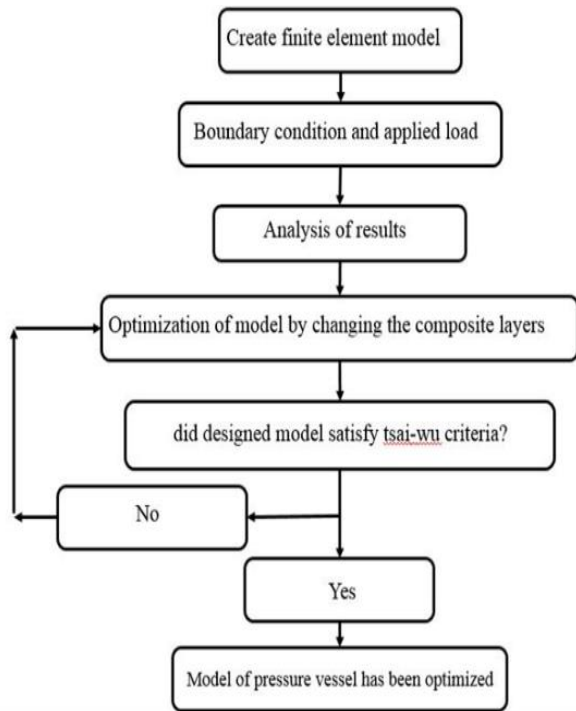 Create finite element model
Boundary condition and applied load
Analysis of results
Optimization of model by changing the composite layers
did designed model satisfy tsai-wu criteria?
No
Yes
Model of pressure vessel has been optimized